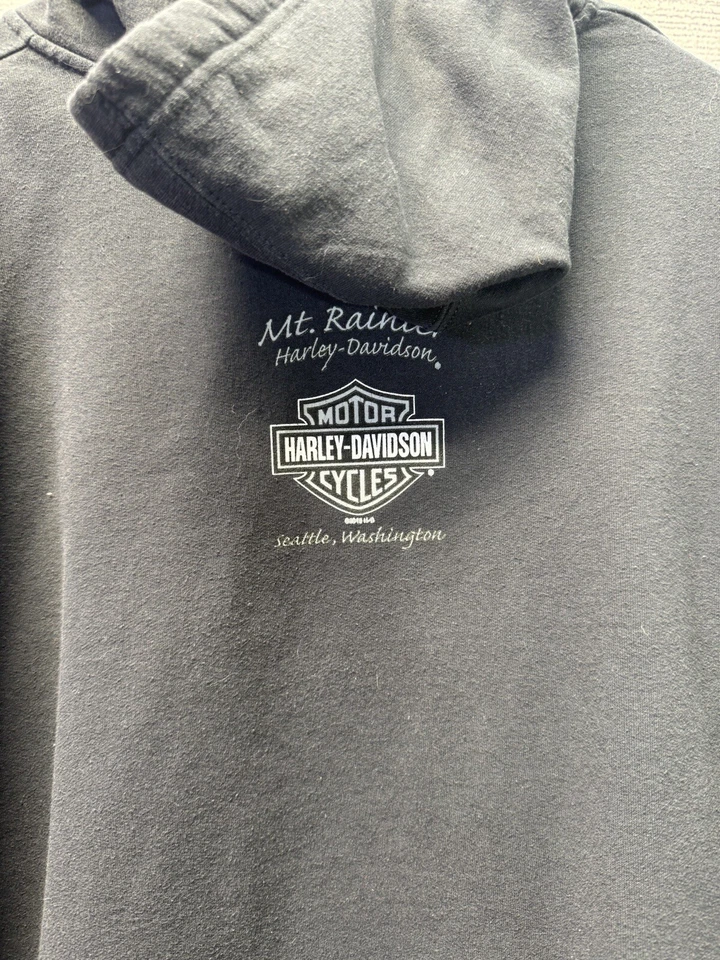 Mt. Rainier
Harley-Davidson®
MOTOR
HARLEY-DAVIDSON
CYCLES
Seattle, Washington